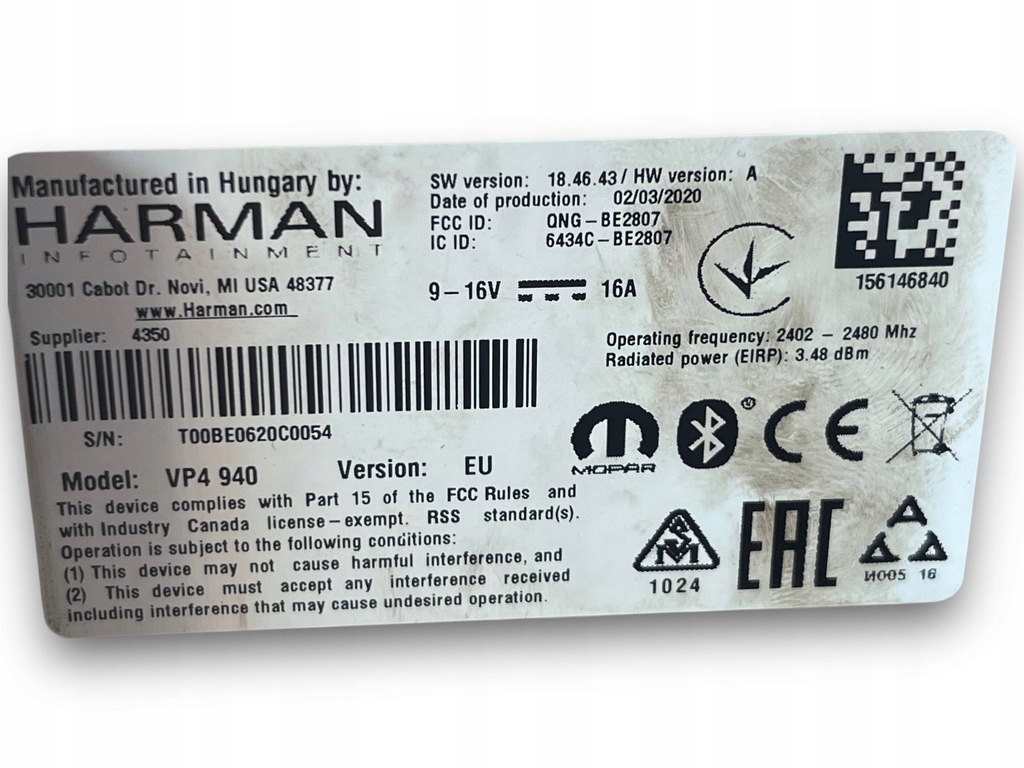 Manufactured in Hungary by:
HARMAN
INFOTAINMENT
30001 Cabot Dr. Novi, MI USA 48377
www.Harman.com
Supplier: 4350
S/N: T00BE0620C0054
Model: VP4 940 Version: EU
This device complies with Part 15 of the FCC Rules and
with Industry Canada license-exempt. RSS standard(s).
Operation is subject to the following conditions:
(1) This device may not cause harmful interference, and
(2) This device must accept any interference received
including interference that may cause undesired operation.
SW version: 18.46.43 / HW version: A
Date of production: 02/03/2020
FCC ID: QNG-BE2807
IC ID: 6434C-BE2807
9-16V 16A
156146840
Operating frequency: 2402 - 2480 Mhz
Radiated power (EIRP): 3.48 dBm
MOPAR
® CE
1024
EAC
A
A A
И005 16